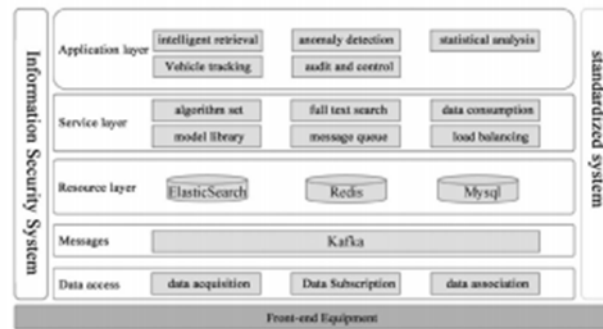 Information Security System
Application layer
intelligent retrieval
anomaly detection
statistical analysis
Vehicle tracking
audit and control
Service layer
algorithm set
full text search
data consumption
model library
message queue
load balancing
Resource layer
ElasticSearch
Redis
Mysql
Messages
Kafka
Data access
data acquisition
Data Subscription
data association
standardized system
Front-end Equipment